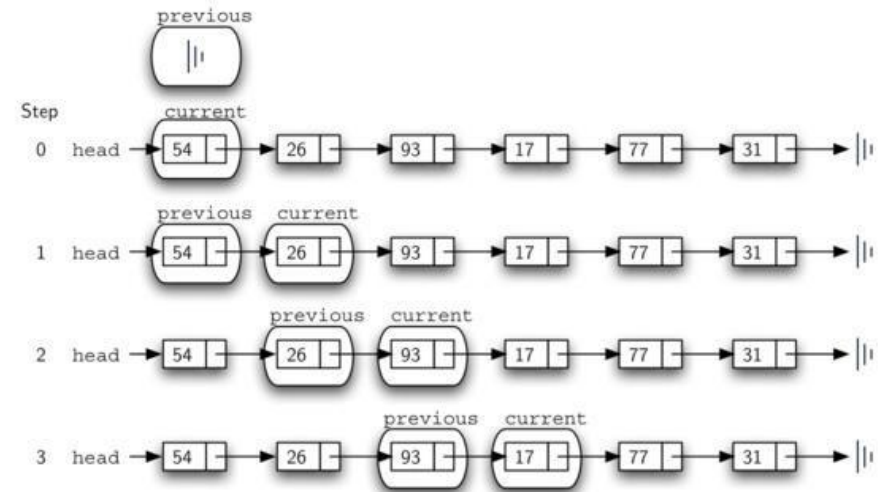 previous
Step
current
0 head 54 26 93 17 77 31
previous current
1 head 54 26 93 17 77 31
previous current
2 head 54 26 93 17 77 31
previous current
3 head 54 26 93 17 77 31